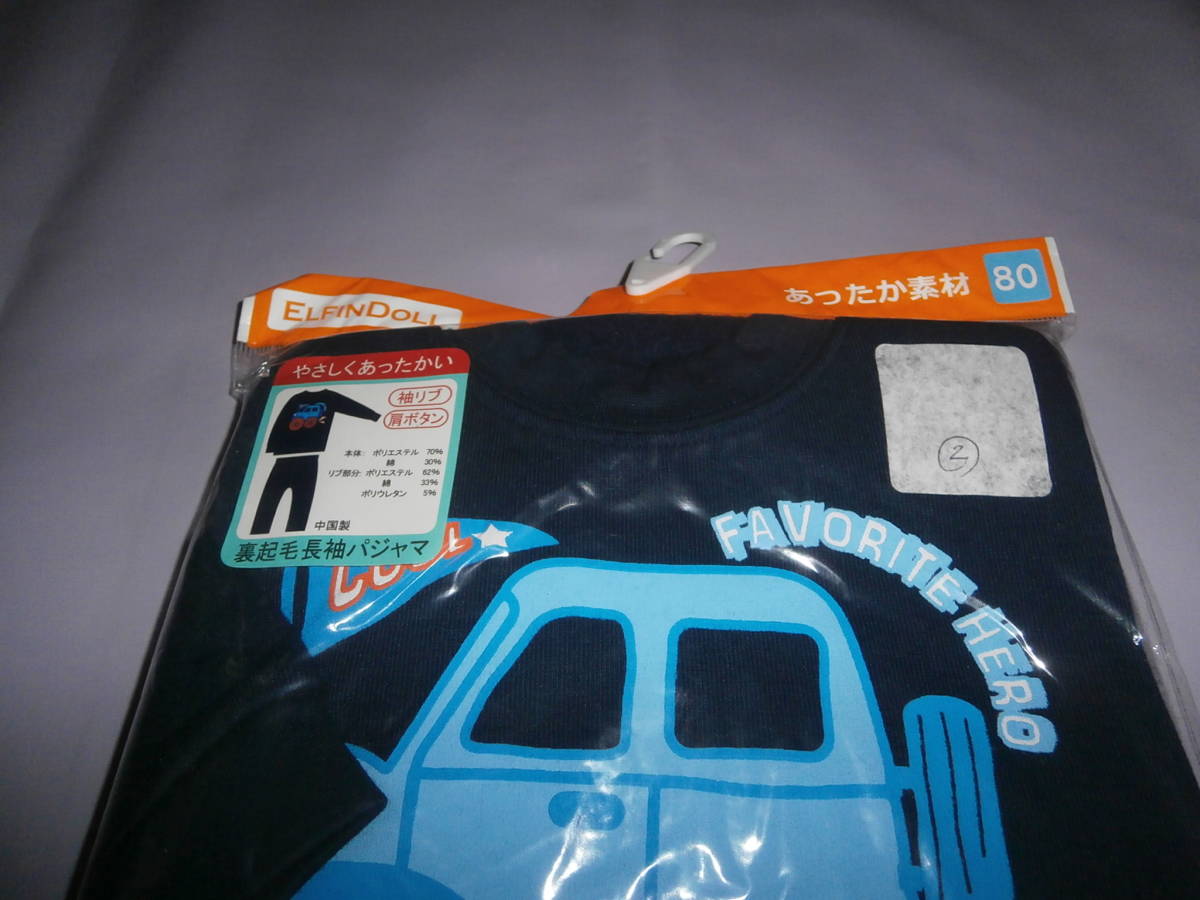 ELFINDOLL
あったか素材 80
やさしくあったかい
袖リブ
肩ボタン
本体: ポリエステル 70%
綿 30%
リブ部分: ポリエステル 62%
綿 33%
ポリウレタン 5%
中国製
裏起毛長袖パジャマ
②
FAVORITE HERO